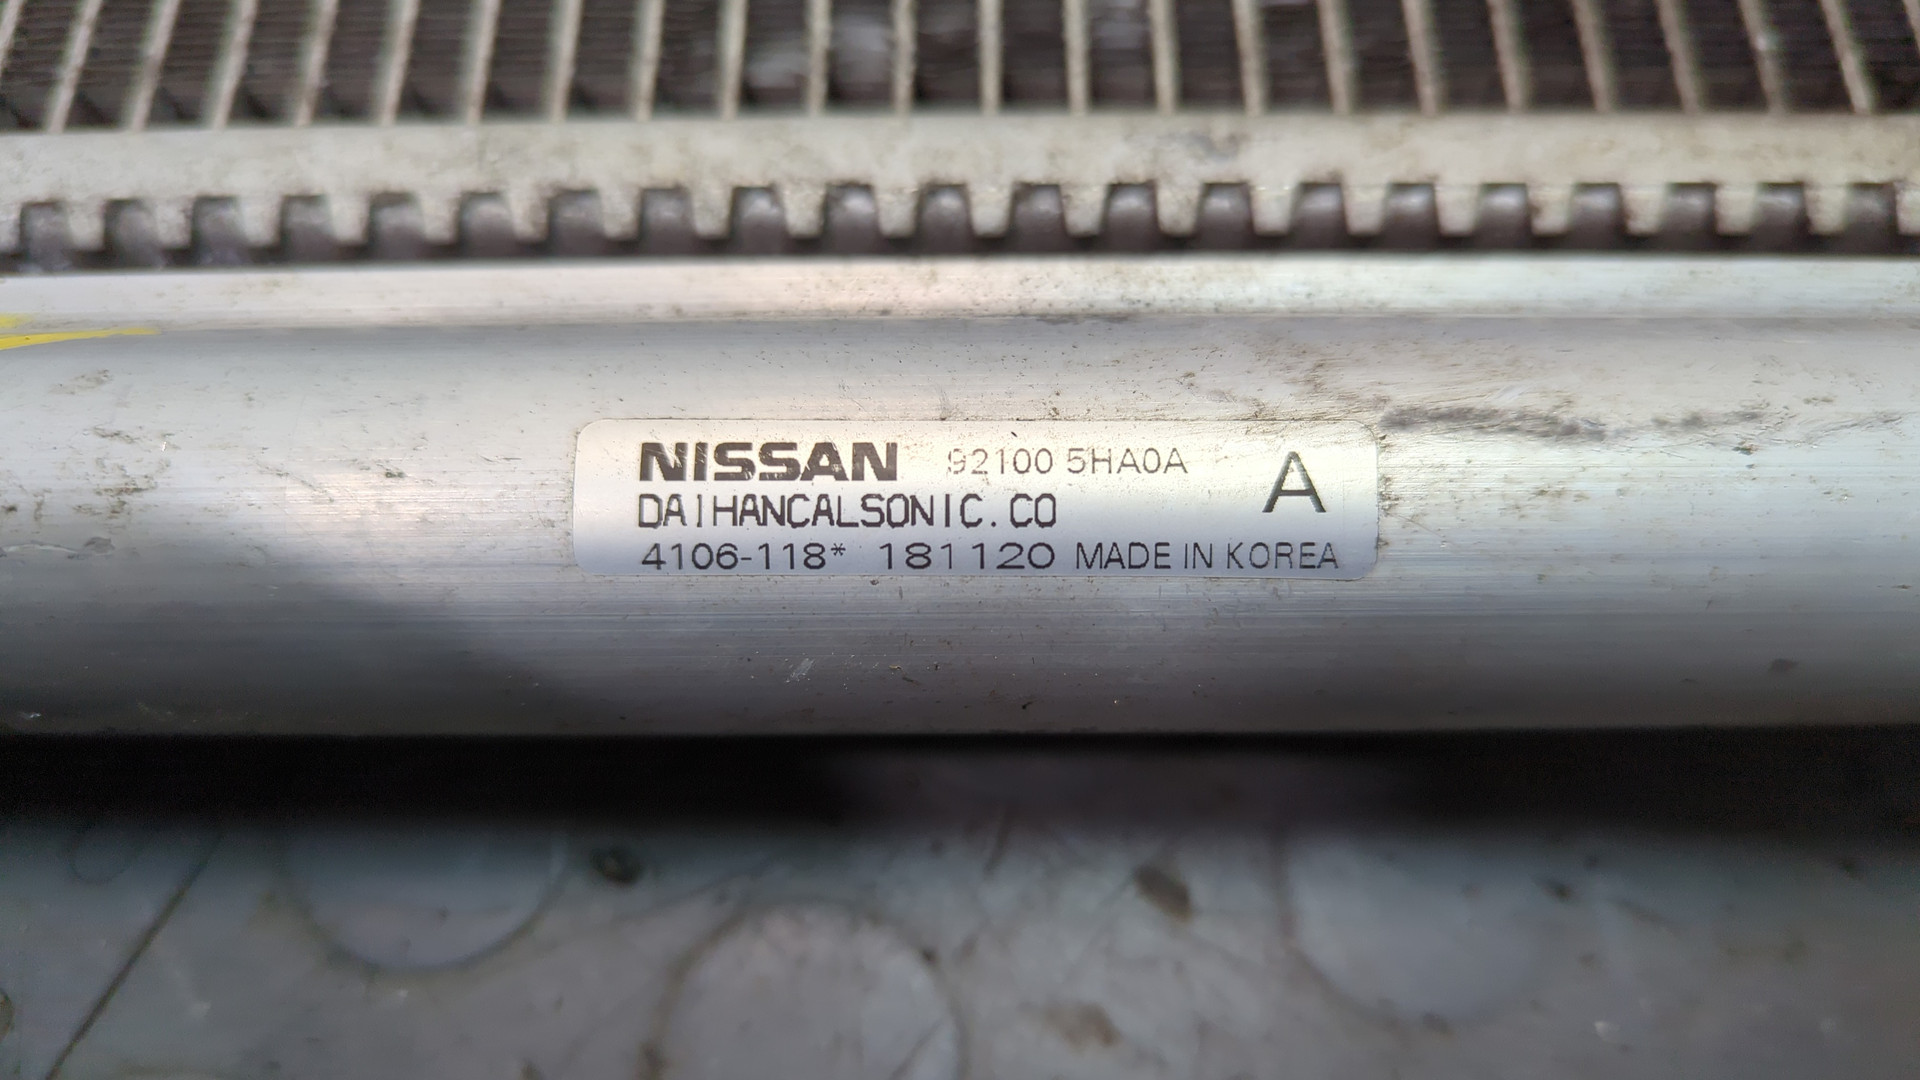 NISSAN 92100 5HA0A A
DAIHANCALSONIC.CO
4106-118* 181120 MADE IN KOREA